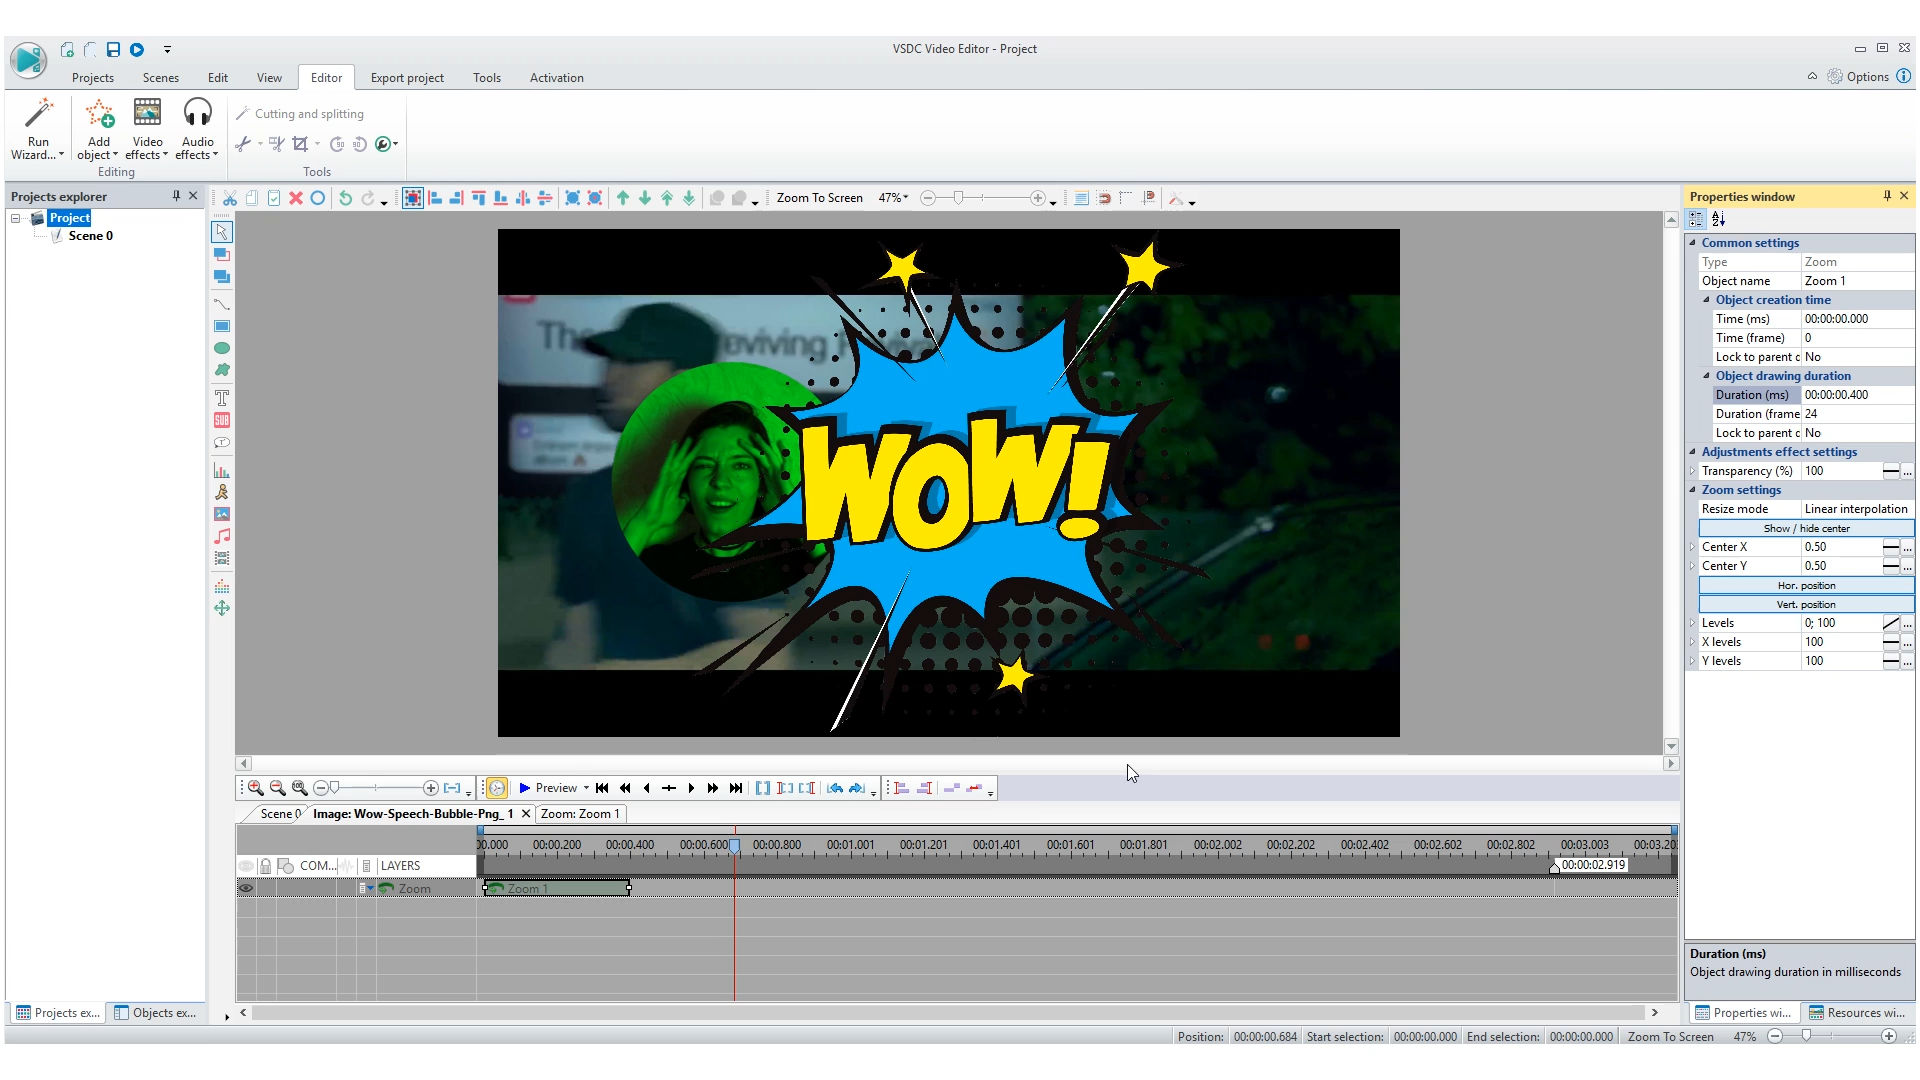 VSDC Video Editor - Project
Projects Scenes Edit View Editor Export project Tools Activation
Options
Run Wizard...
Add object
Video effects
Audio effects
Editing
Cutting and splitting
Tools
Projects explorer
Project
Scene 0
Zoom To Screen 47%
WOW!
Properties window
Common settings
Type Zoom
Object name Zoom 1
Object creation time
Time (ms) 00:00:00.000
Time (frame) 0
Lock to parent c No
Object drawing duration
Duration (ms) 00:00:00.400
Duration (frame 24
Lock to parent c No
Adjustments effect settings
Transparency (%) 100
Zoom settings
Resize mode Linear interpolation
Show / hide center
Center X 0.50
Center Y 0.50
Hor. position
Vert. position
Levels 0; 100
X levels 100
Y levels 100
T
SUB
Preview
Scene 0 Image: Wow-Speech-Bubble-Png_ 1 Zoom: Zoom 1
00.000 00:00.200 00:00.400 00:00.600 00:00.800 00:01.001 00:01.201 00:01.401 00:01.601 00:01.801 00:02.002 00:02.202 00:02.402 00:02.602 00:02.802 00:03.003 00:03.20
00:00:02.919
COM... LAYERS
Zoom
Zoom 1
Duration (ms)
Object drawing duration in milliseconds
Projects ex... Objects ex...
Properties wi... Resources wi...
Position: 00:00:00.684 Start selection: 00:00:00.000 End selection: 00:00:00.000 Zoom To Screen 47%